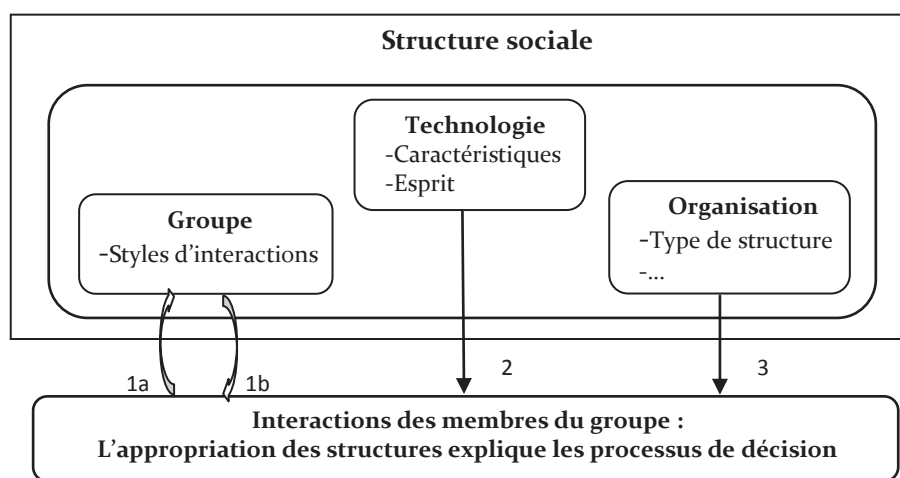 Structure sociale
Technologie
-Caractéristiques
-Esprit
Groupe
-Styles d'interactions
Organisation
-Type de structure
-...
1a
1b
2
3
Interactions des membres du groupe :
L'appropriation des structures explique les processus de décision